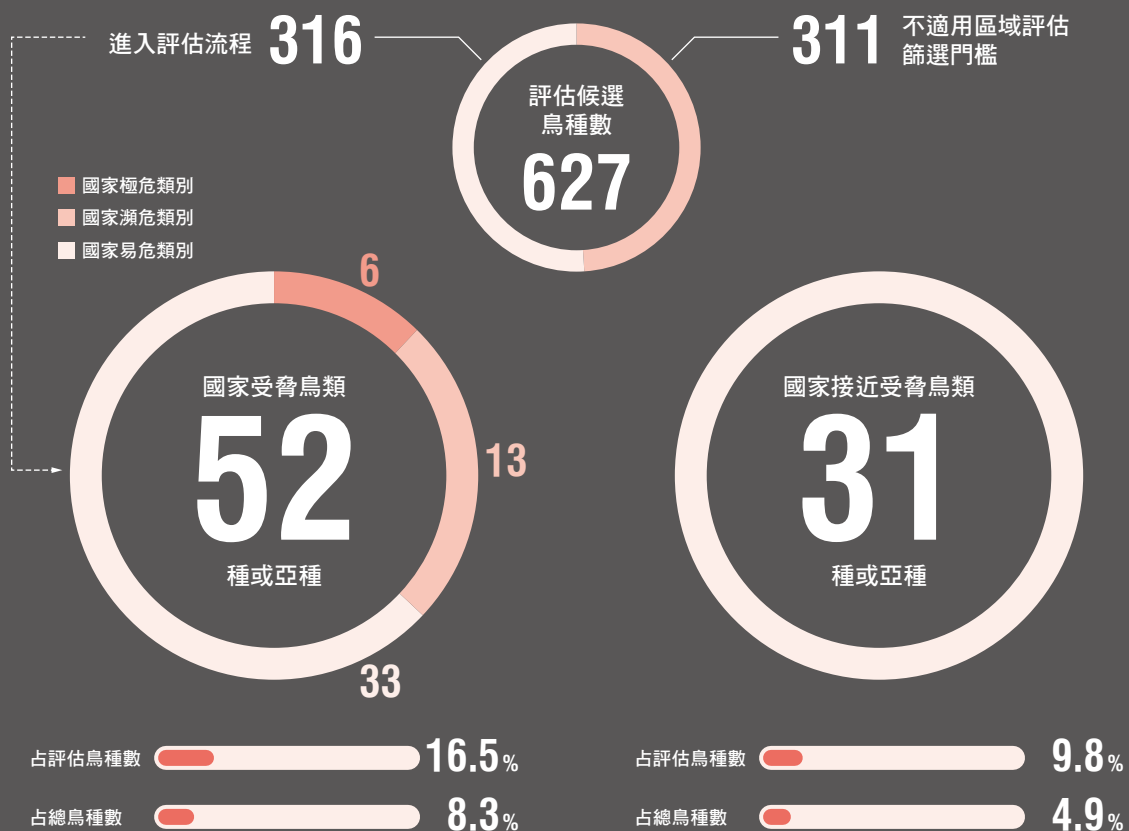 進入評估流程 316
311 不適用區域評估
篩選門檻
評估候選
鳥種數
627
國家極危類別
國家瀕危類別
國家易危類別
6
13
33
國家受脅鳥類
52
種或亞種
國家接近受脅鳥類
31
種或亞種
占評估鳥種數 16.5%
占總鳥種數 8.3%
占評估鳥種數 9.8%
占總鳥種數 4.9%